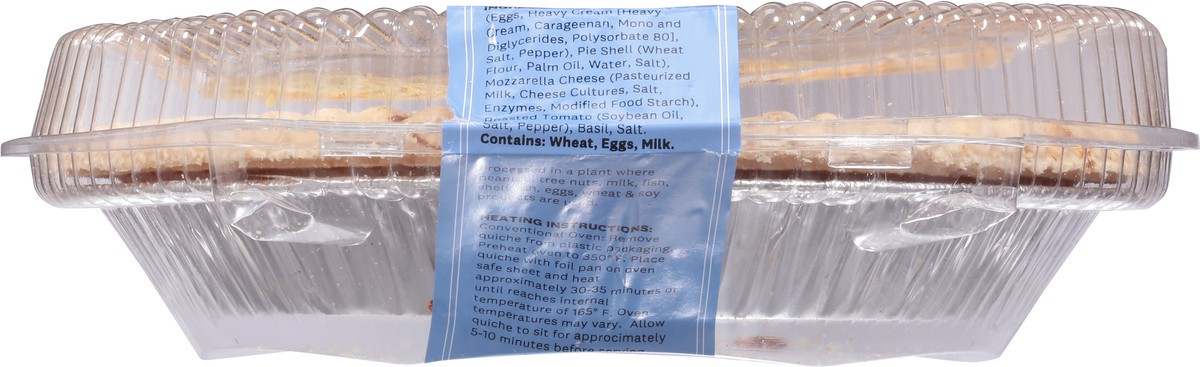 (Eggs, Heavy Cream [Heavy
Cream, Carageenan, Mono and
Diglycerides, Polysorbate 80],
Salt, Pepper), Pie Shell (Wheat
Flour, Palm Oil, Water, Salt),
Mozzarella Cheese (Pasteurized
Milk, Cheese Cultures, Salt,
Enzymes, Modified Food Starch),
Roasted Tomato (Soybean Oil,
Salt, Pepper), Basil, Salt.
Contains: Wheat, Eggs, Milk.
Processed in a plant where
peanuts, tree nuts, milk, fish,
shellfish, eggs, wheat & soy
products are used.
HEATING INSTRUCTIONS:
Conventional Oven: Remove
quiche from plastic packaging.
Preheat oven to 350° F. Place
quiche with foil pan on oven
safe sheet and heat
approximately 30-35 minutes or
until reaches internal
temperature of 165° F. Oven
temperatures may vary. Allow
quiche to sit for approcimately
5-10 minutes before serving.